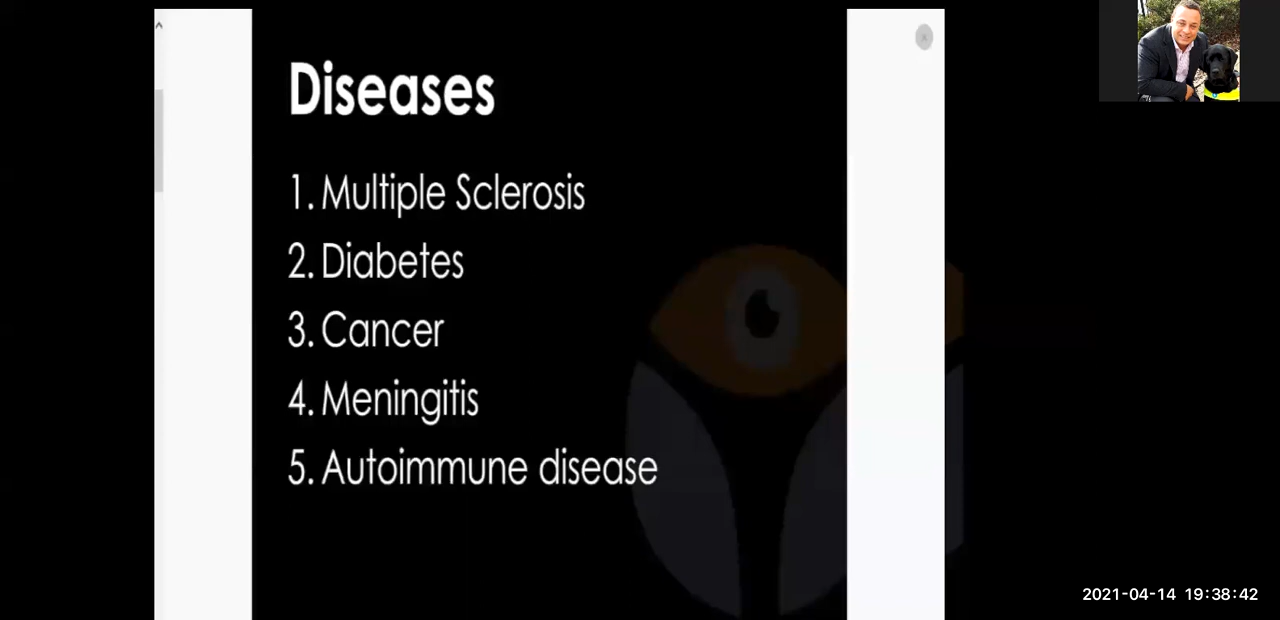 Diseases
1. Multiple Sclerosis
2. Diabetes
3. Cancer
4. Meningitis
5. Autoimmune disease
2021-04-14 19:38:42